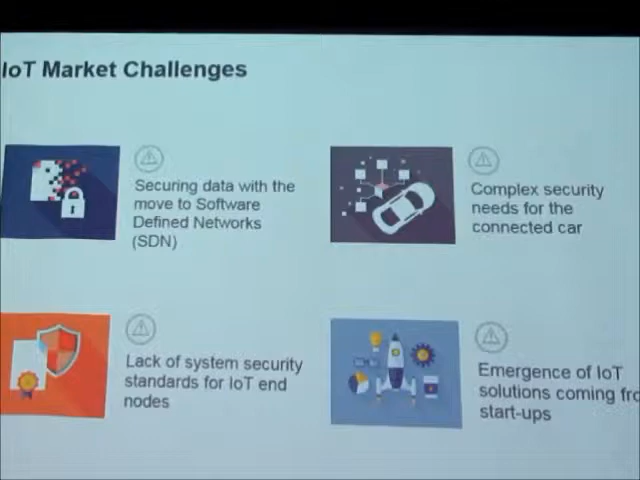 IoT Market Challenges
Securing data with the
move to Software
Defined Networks
(SDN)
Complex security
needs for the
connected car
Lack of system security
standards for IoT end
nodes
Emergence of IoT
solutions coming fro
start-ups